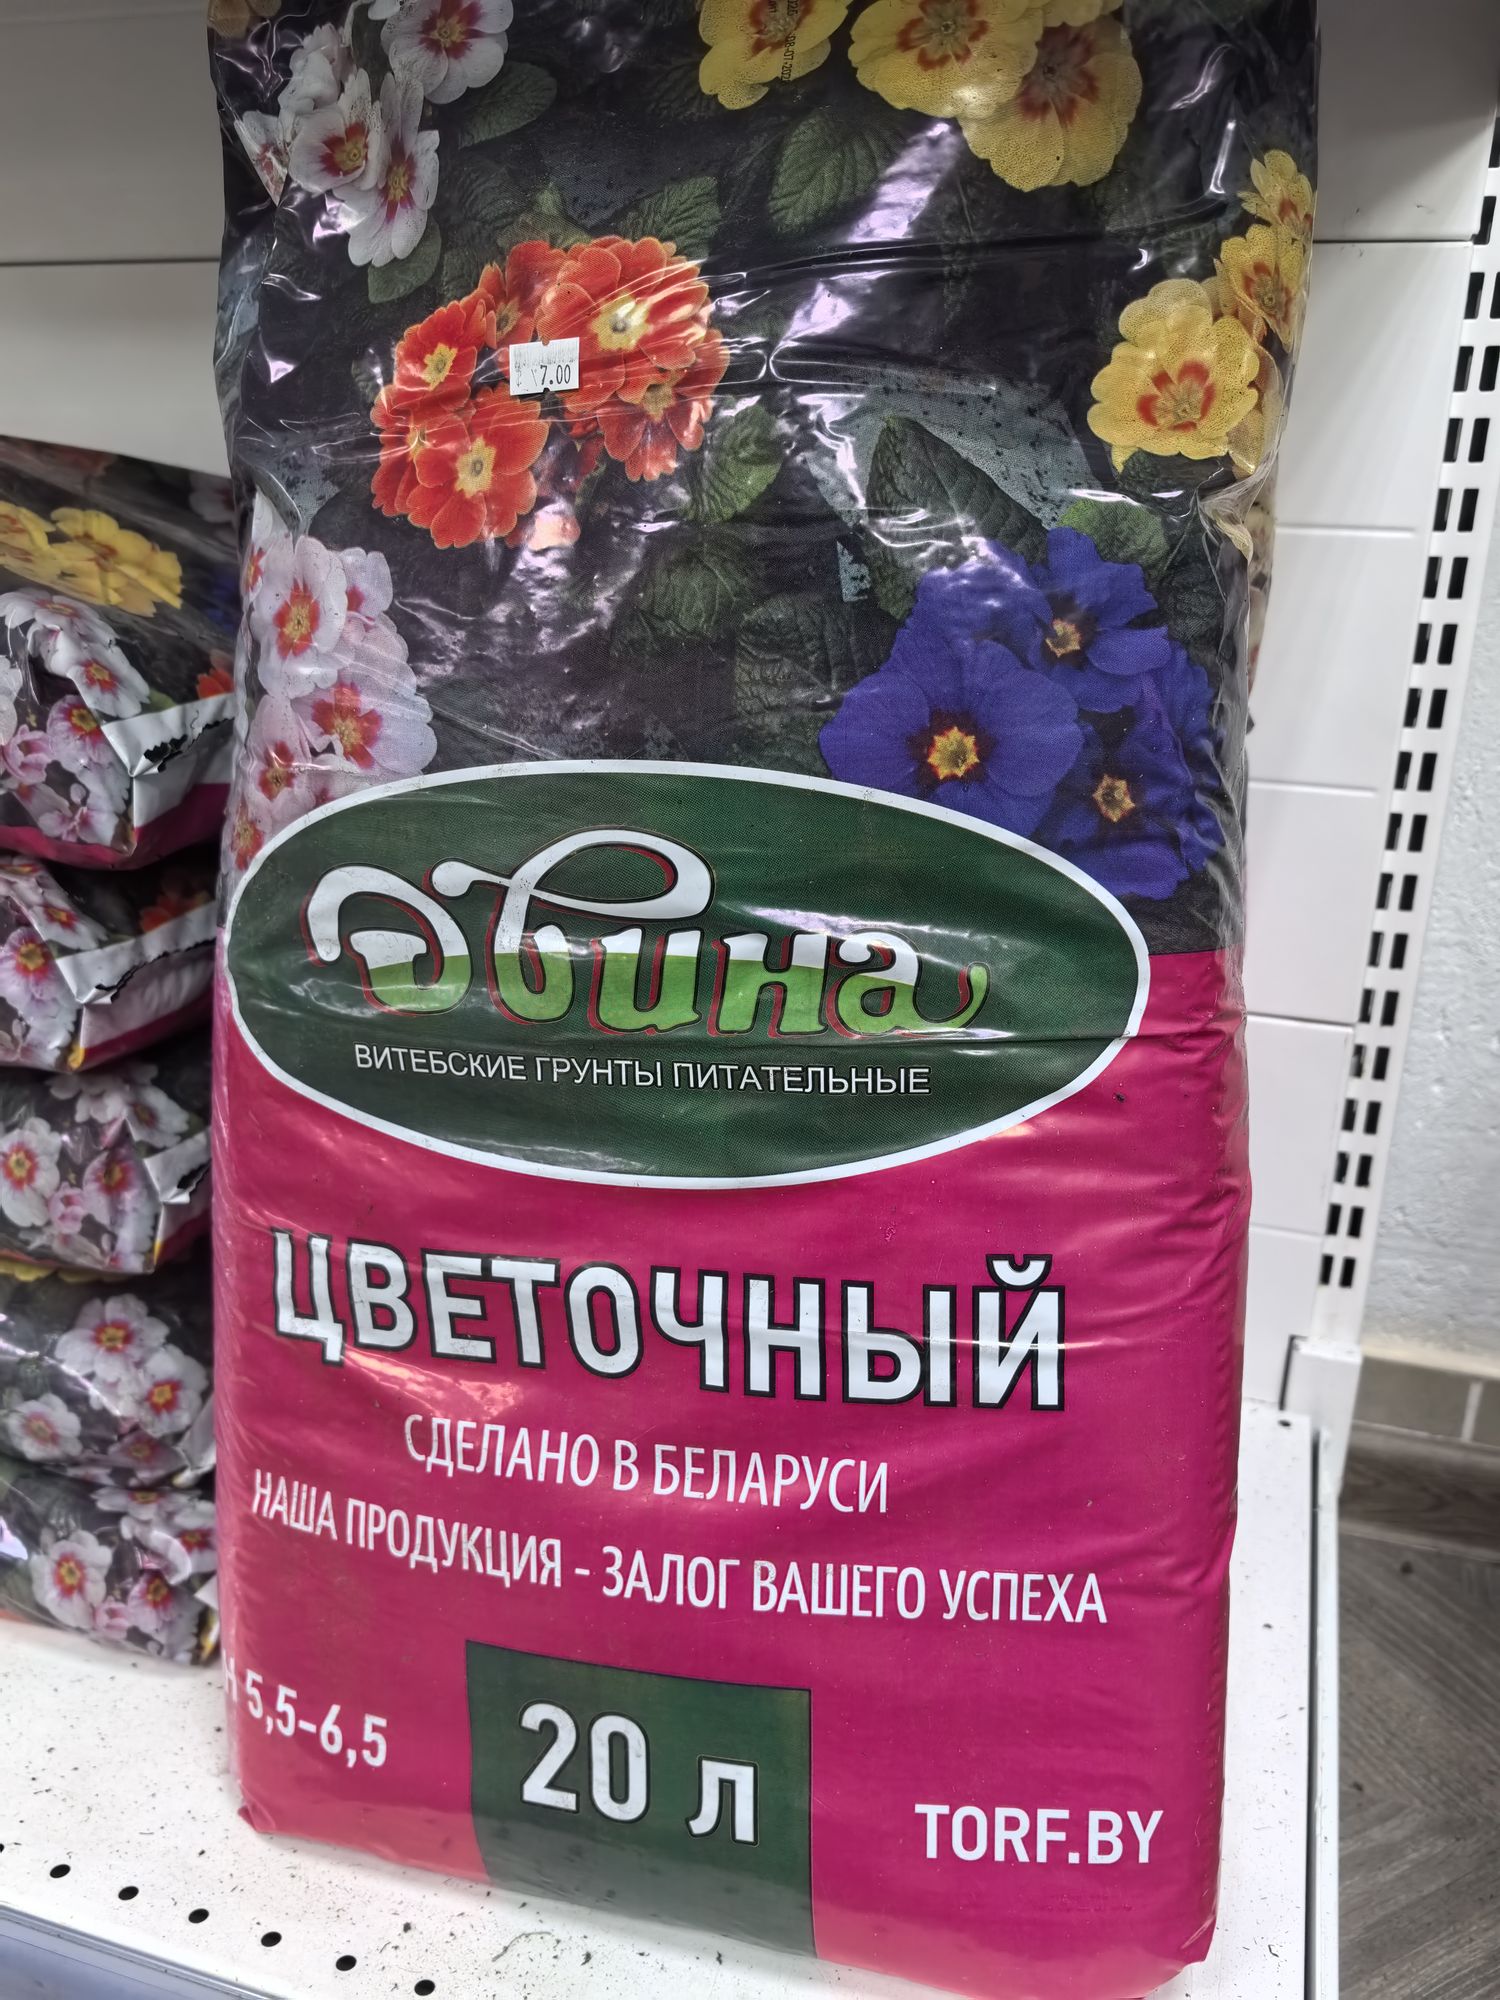 7.00
Двина
ВИТЕБСКИЕ ГРУНТЫ ПИТАТЕЛЬНЫЕ
ЦВЕТОЧНЫЙ
СДЕЛАНО В БЕЛАРУСИ
НАША ПРОДУКЦИЯ - ЗАЛОГ ВАШЕГО УСПЕХА
5,5-6,5
20 л
TORF.BY